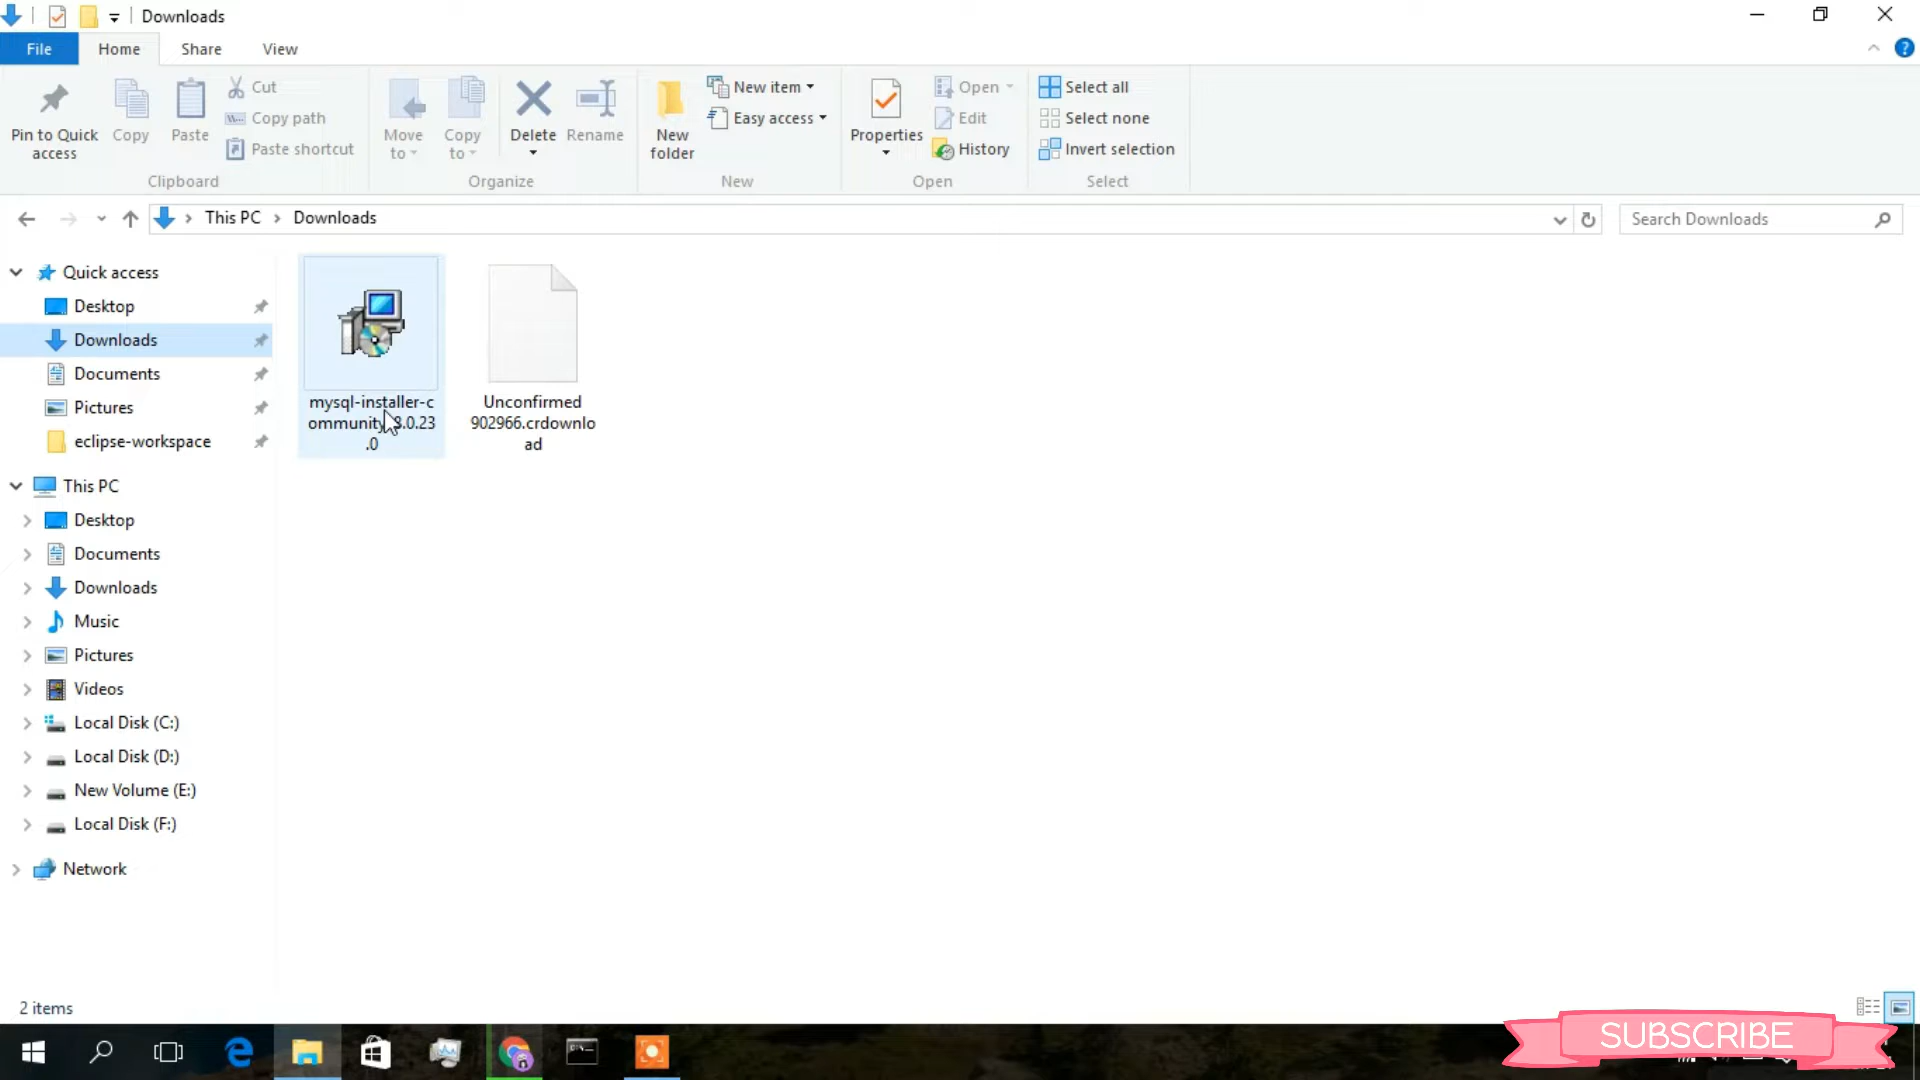 Downloads
File Home Share View
Pin to Quick access
Copy
Paste
Cut
Copy path
Paste shortcut
Clipboard
Move to
Copy to
Delete
Rename
Organize
New folder
New item
Easy access
New
Properties
Open
Edit
History
Open
Select all
Select none
Invert selection
Select
This PC > Downloads
Search Downloads
Quick access
Desktop
Downloads
Documents
Pictures
eclipse-workspace
This PC
Desktop
Documents
Downloads
Music
Pictures
Videos
Local Disk (C:)
Local Disk (D:)
New Volume (E:)
Local Disk (F:)
Network
mysql-installer-c
ommunity-8.0.23
.0
Unconfirmed
902966.crdownlo
ad
2 items
SUBSCRIBE